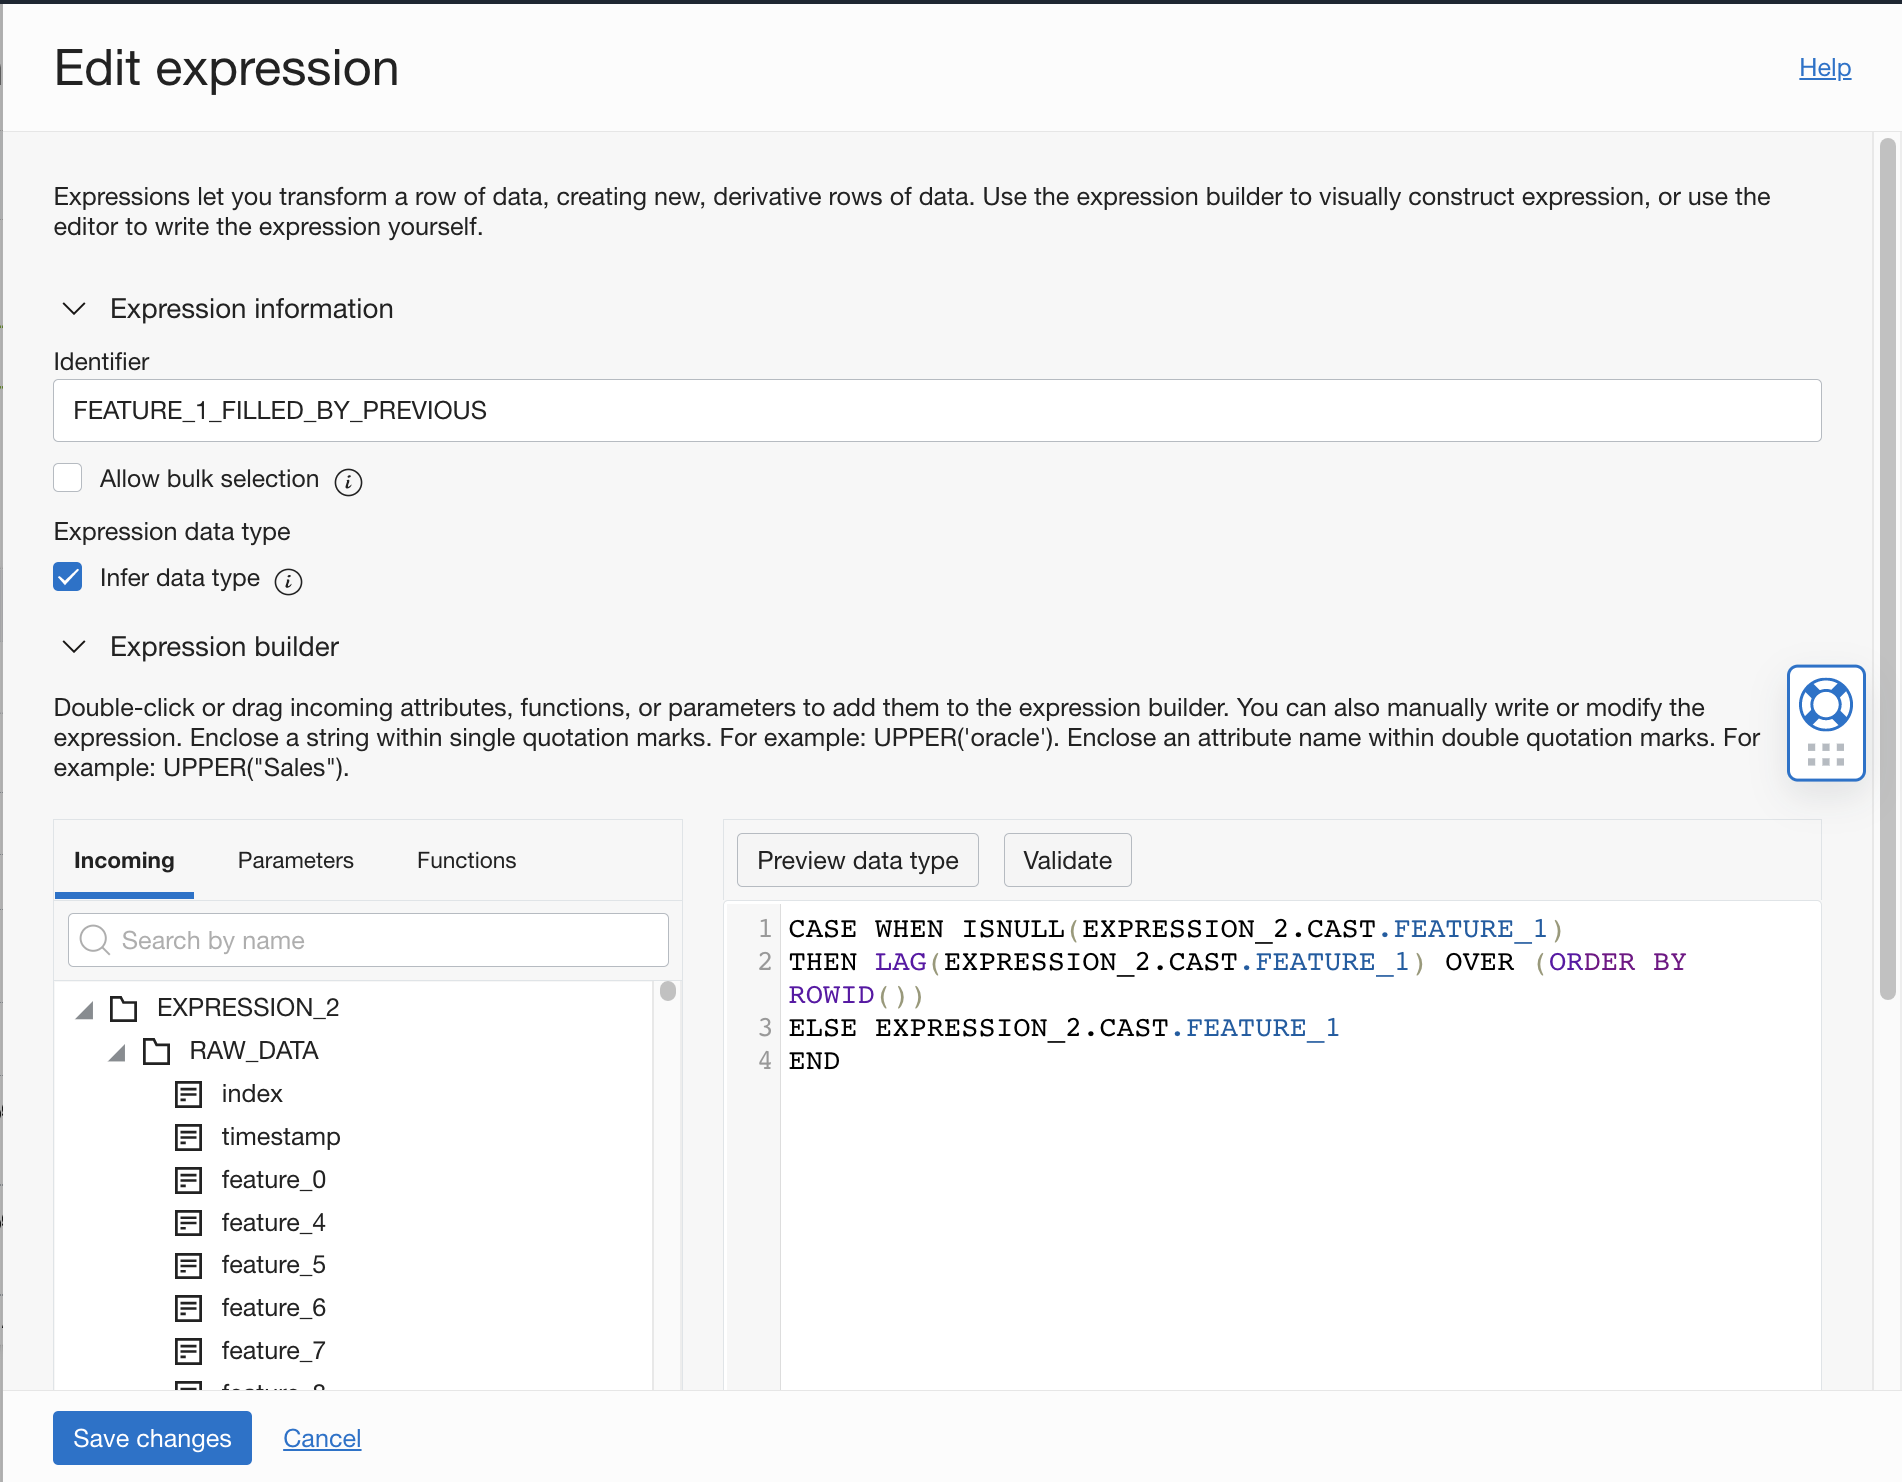 Edit expression
Help
Expressions let you transform a row of data, creating new, derivative rows of data. Use the expression builder to visually construct expression, or use the
editor to write the expression yourself.
Expression information
Identifier
FEATURE_1_FILLED_BY_PREVIOUS
Allow bulk selection
Expression data type
Infer data type
Expression builder
Double-click or drag incoming attributes, functions, or parameters to add them to the expression builder. You can also manually write or modify the
expression. Enclose a string within single quotation marks. For example: UPPER('oracle'). Enclose an attribute name within double quotation marks. For
example: UPPER("Sales").
Incoming Parameters Functions
Search by name
EXPRESSION_2
RAW_DATA
index
timestamp
feature_0
feature_4
feature_5
feature_6
feature_7
Preview data type Validate
1 CASE WHEN ISNULL(EXPRESSION_2.CAST.FEATURE_1)
2 THEN LAG(EXPRESSION_2.CAST.FEATURE_1) OVER (ORDER BY
ROWID())
3 ELSE EXPRESSION_2.CAST.FEATURE_1
4 END
Save changes Cancel